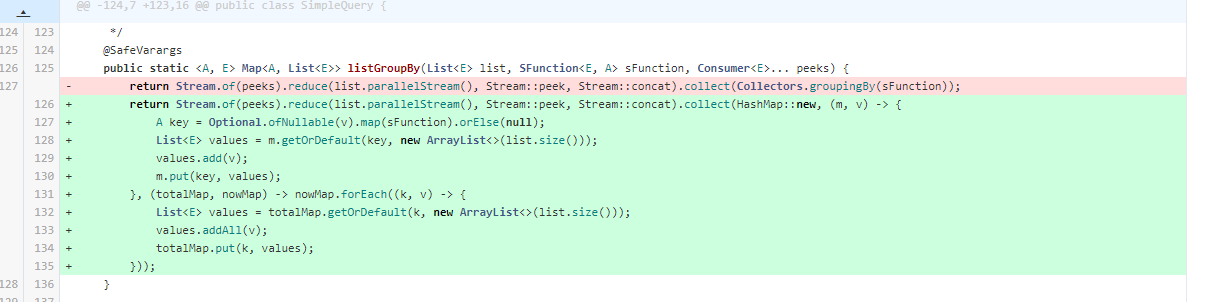 @@ -124,7 +123,16 @@ public class SimpleQuery {
124 123 */
125 124 @SafeVarargs
126 125 public static <A, E> Map<A, List<E>> listGroupBy(List<E> list, SFunction<E, A> sFunction, Consumer<E>... peeks) {
127 - return Stream.of(peeks).reduce(list.parallelStream(), Stream::peek, Stream::concat).collect(Collectors.groupingBy(sFunction));
126 + return Stream.of(peeks).reduce(list.parallelStream(), Stream::peek, Stream::concat).collect(HashMap::new, (m, v) -> {
127 + A key = Optional.ofNullable(v).map(sFunction).orElse(null);
128 + List<E> values = m.getOrDefault(key, new ArrayList<>(list.size()));
129 + values.add(v);
130 + m.put(key, values);
131 + }, (totalMap, nowMap) -> nowMap.forEach((k, v) -> {
132 + List<E> values = totalMap.getOrDefault(k, new ArrayList<>(list.size()));
133 + values.addAll(v);
134 + totalMap.put(k, values);
135 + }));
128 136 }
129 137